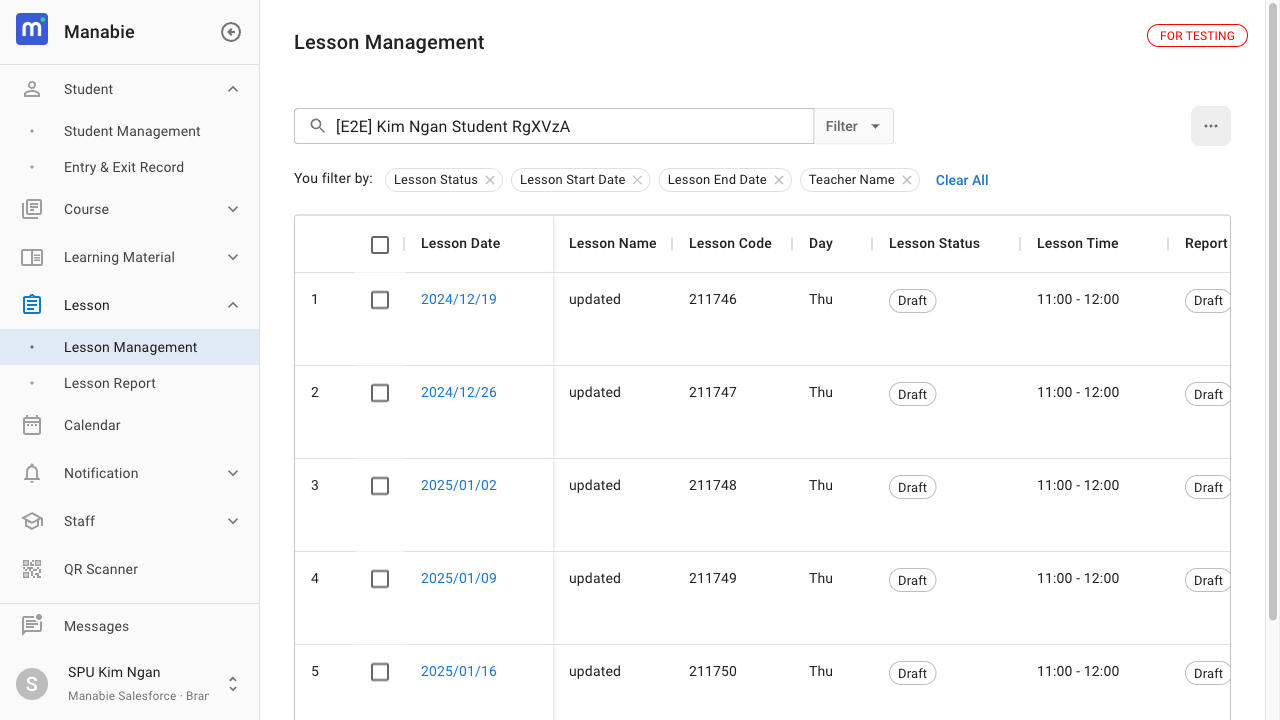 Manabie
Student
Student Management
Entry & Exit Record
Course
Learning Material
Lesson
Lesson Management
Lesson Report
Calendar
Notification
Staff
QR Scanner
Messages
S
SPU Kim Ngan
Manabie Salesforce · Bran
Lesson Management
FOR TESTING
[E2E] Kim Ngan Student RgXVzA
Filter
You filter by: Lesson Status Lesson Start Date Lesson End Date Teacher Name Clear All
Lesson Date Lesson Name Lesson Code Day Lesson Status Lesson Time Report
1 2024/12/19 updated 211746 Thu Draft 11:00 - 12:00 Draft
2 2024/12/26 updated 211747 Thu Draft 11:00 - 12:00 Draft
3 2025/01/02 updated 211748 Thu Draft 11:00 - 12:00 Draft
4 2025/01/09 updated 211749 Thu Draft 11:00 - 12:00 Draft
5 2025/01/16 updated 211750 Thu Draft 11:00 - 12:00 Draft